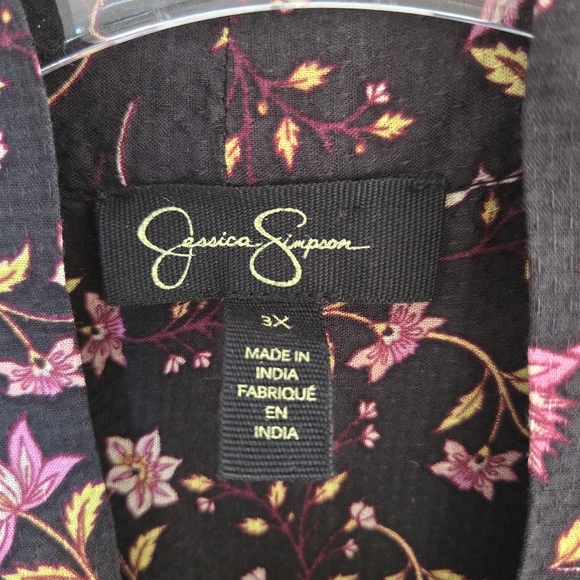 Jessica Simpson
3X
MADE IN
INDIA
FABRIQUÉ
EN
INDIA